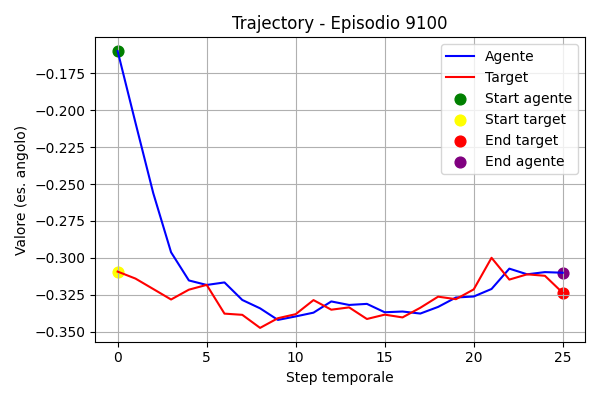 Trajectory - Episodio 9100
Agente
Target
Start agente
Start target
End target
End agente
Valore (es. angolo)
−0.175
−0.200
−0.225
−0.250
−0.275
−0.300
−0.325
−0.350
0 5 10 15 20 25
Step temporale